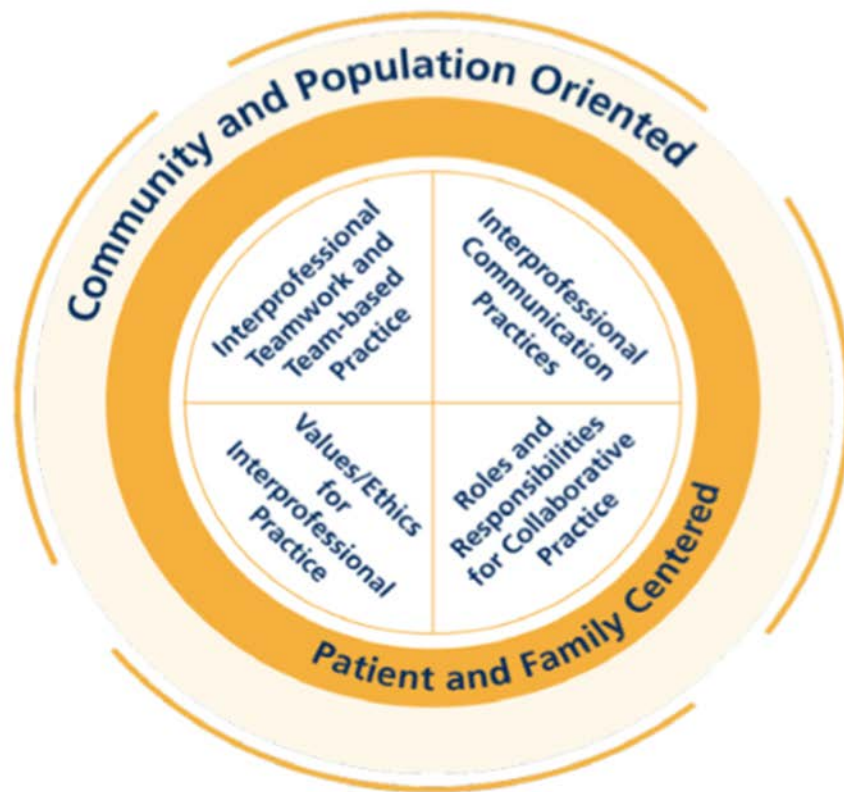 Community and Population Oriented
Interprofessional
Teamwork and
Team-based
Practice
Interprofessional
Communication
Practices
Values/Ethics
for
Interprofessional
Practice
Roles and
Responsibilities
for Collaborative
Practice
Patient and Family Centered